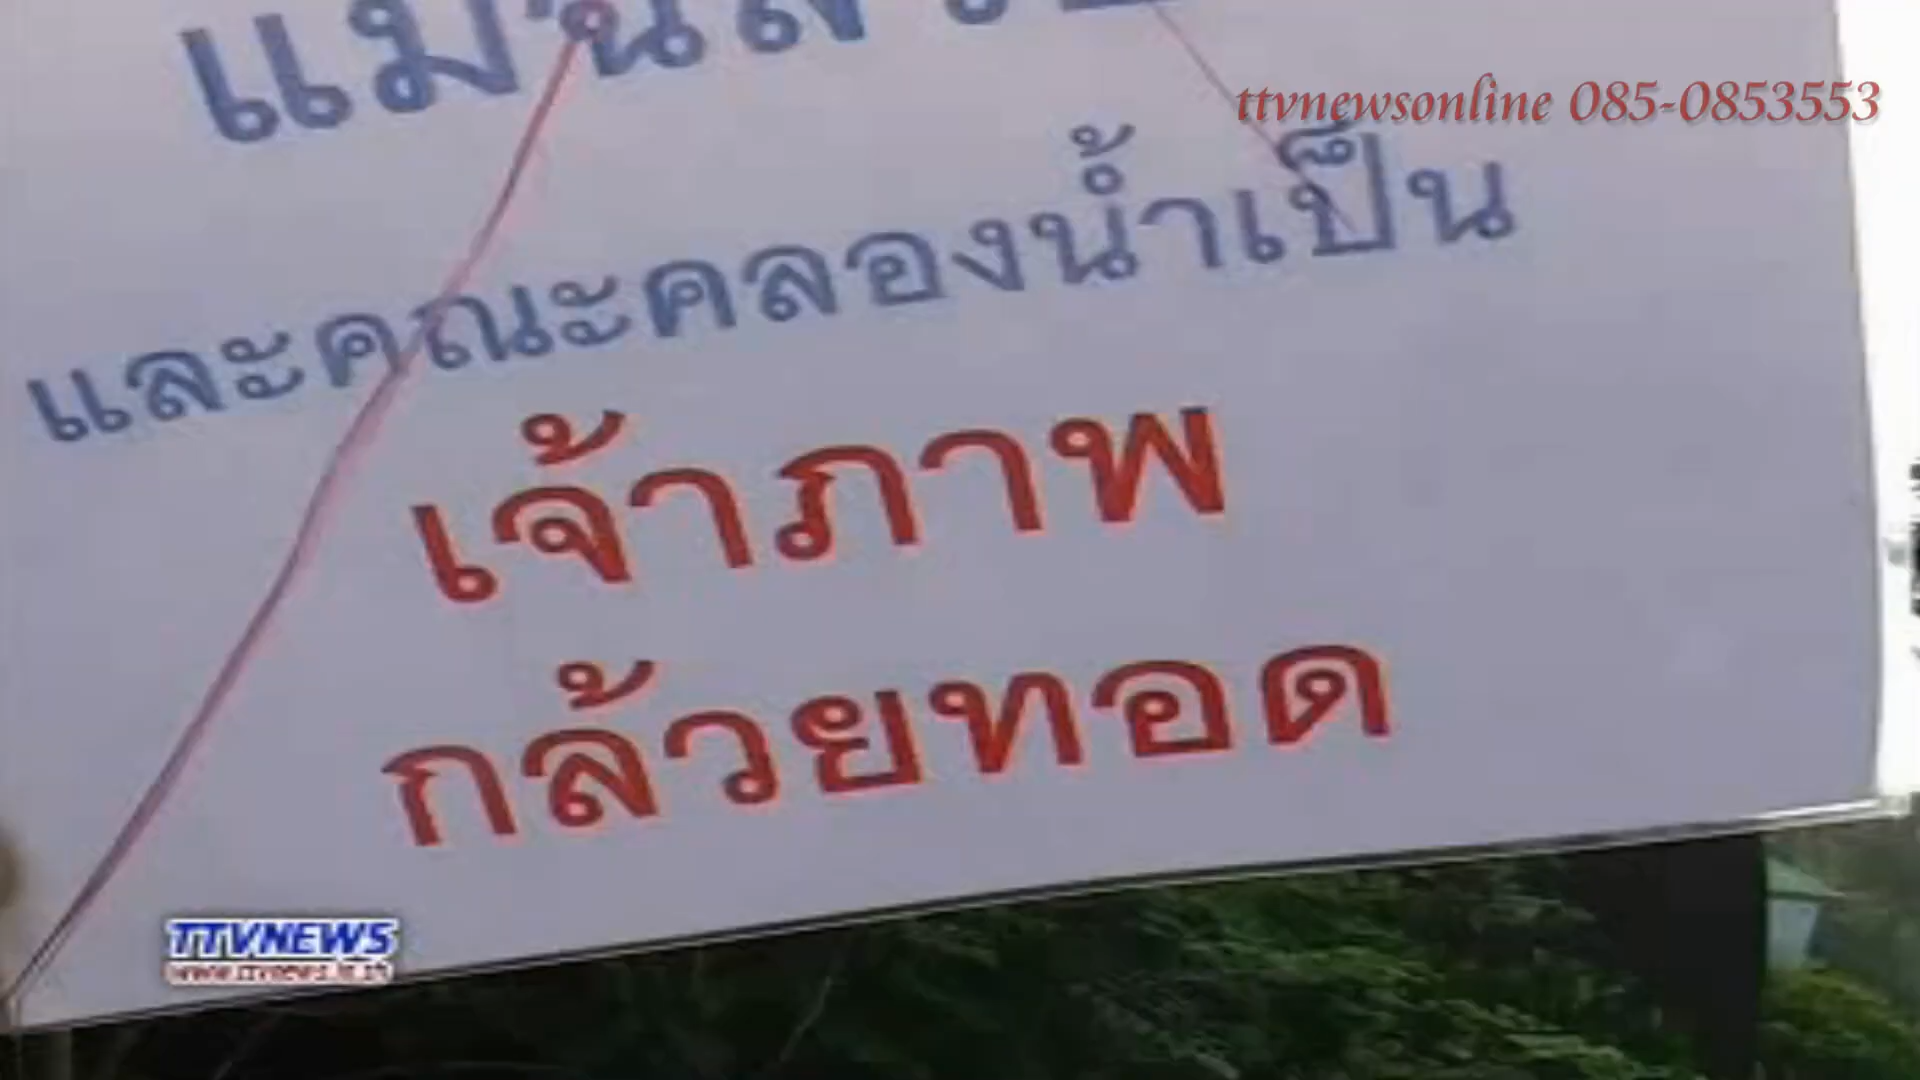 ttvnewsonline 085-0853553
และคณะคลองน้ำเป็น
เจ้าภาพ
กล้วยทอด
TTVNEWS